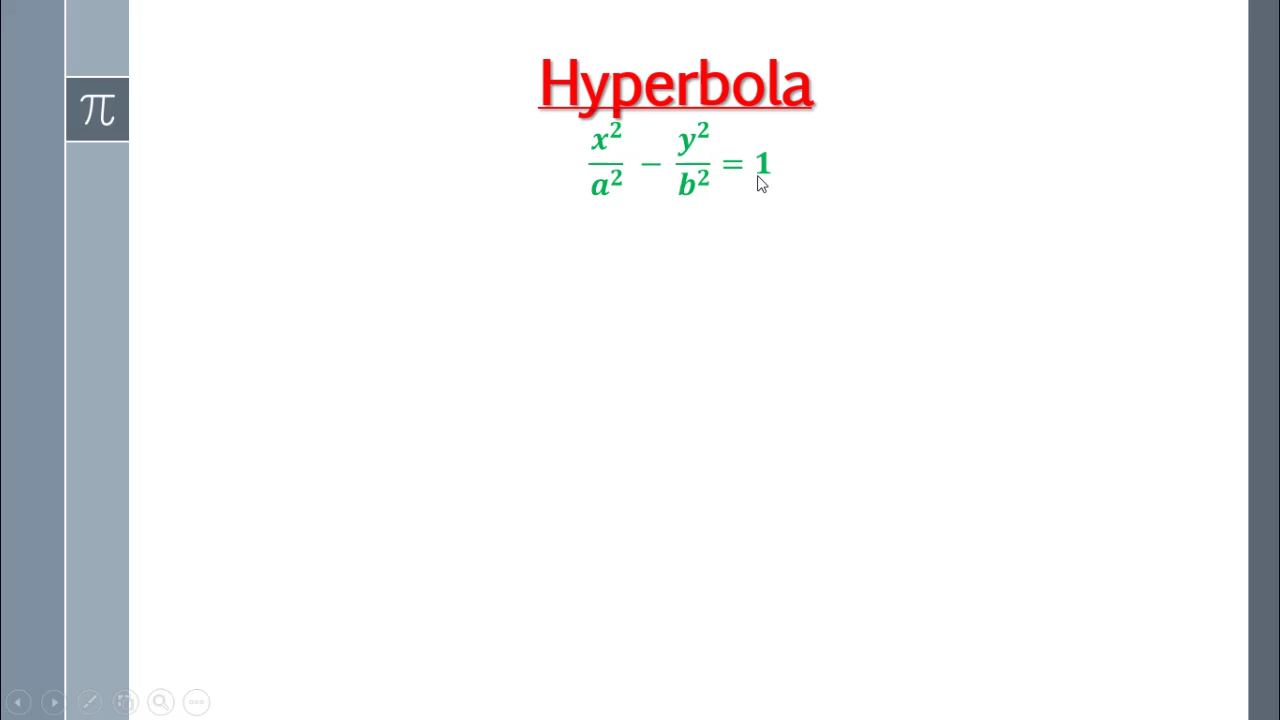 π
Hyperbola
x²/a² − y²/b² = 1